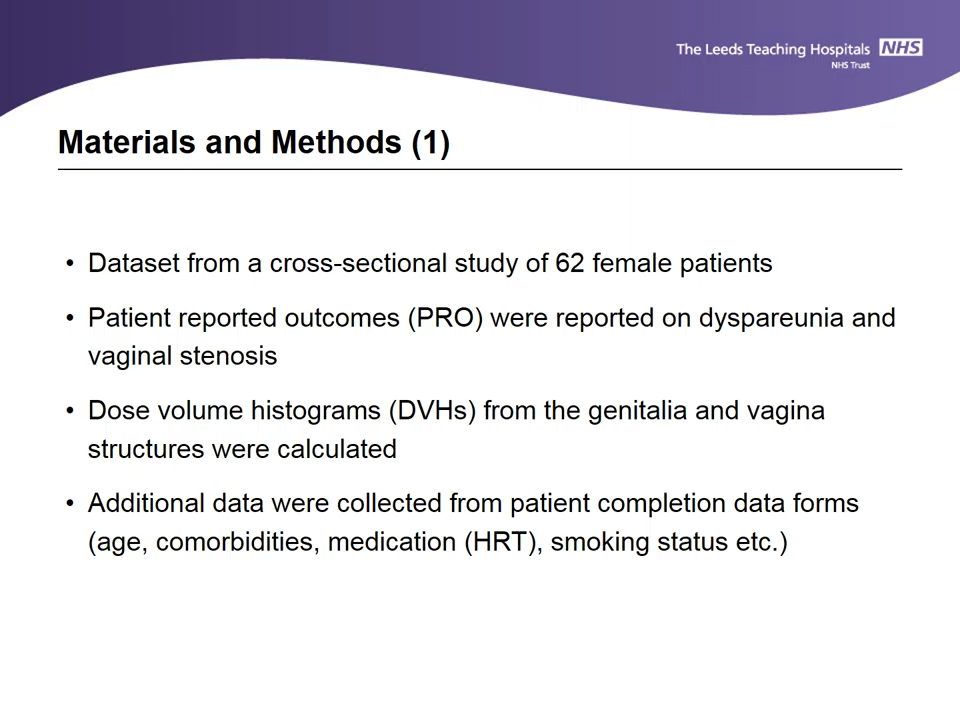 The Leeds Teaching Hospitals NHS
NHS Trust
Materials and Methods (1)
• Dataset from a cross-sectional study of 62 female patients
• Patient reported outcomes (PRO) were reported on dyspareunia and
vaginal stenosis
• Dose volume histograms (DVHs) from the genitalia and vagina
structures were calculated
• Additional data were collected from patient completion data forms
(age, comorbidities, medication (HRT), smoking status etc.)